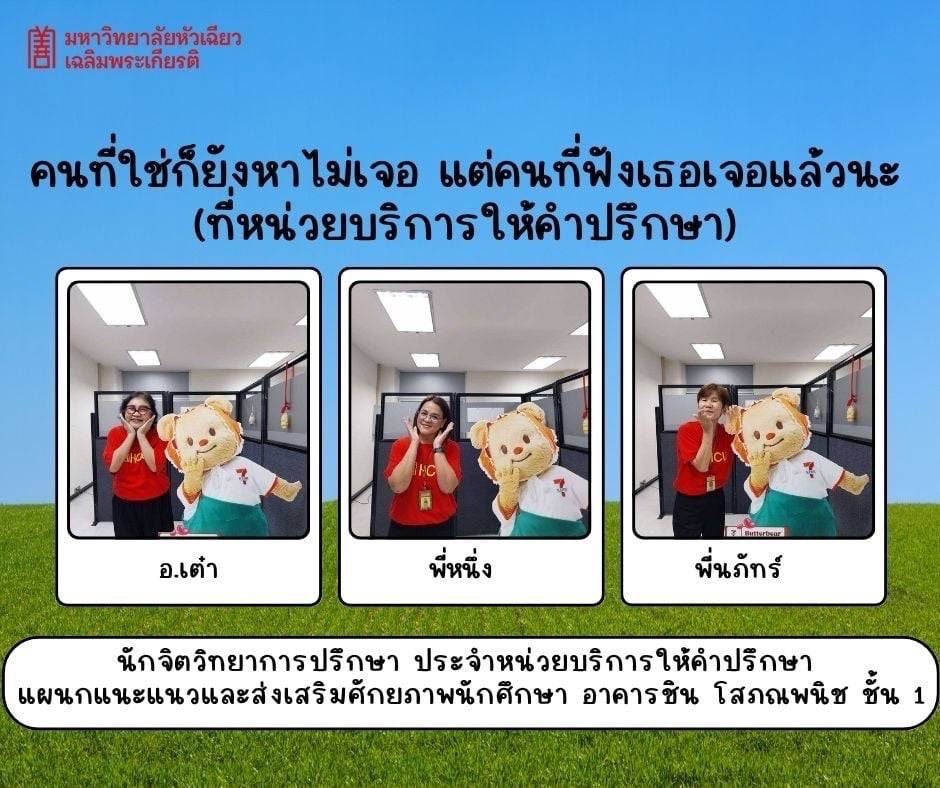 มหาวิทยาลัยหัวเฉียว
เฉลิมพระเกียรติ
คนที่ใช่ก็ยังหาไม่เจอ แต่คนที่ฟังเธอเจอแล้วนะ
(ที่หน่วยบริการให้คำปรึกษา)
HCU
7
HCU
HCU
7
Butterbear
อ.เต๋า
พี่หนึ่ง
พี่นภัทร์
นักจิตวิทยาการปรึกษา ประจำหน่วยบริการให้คำปรึกษา
แผนกแนะแนวและส่งเสริมศักยภาพนักศึกษา อาคารชิน โสภณพนิช ชั้น 1